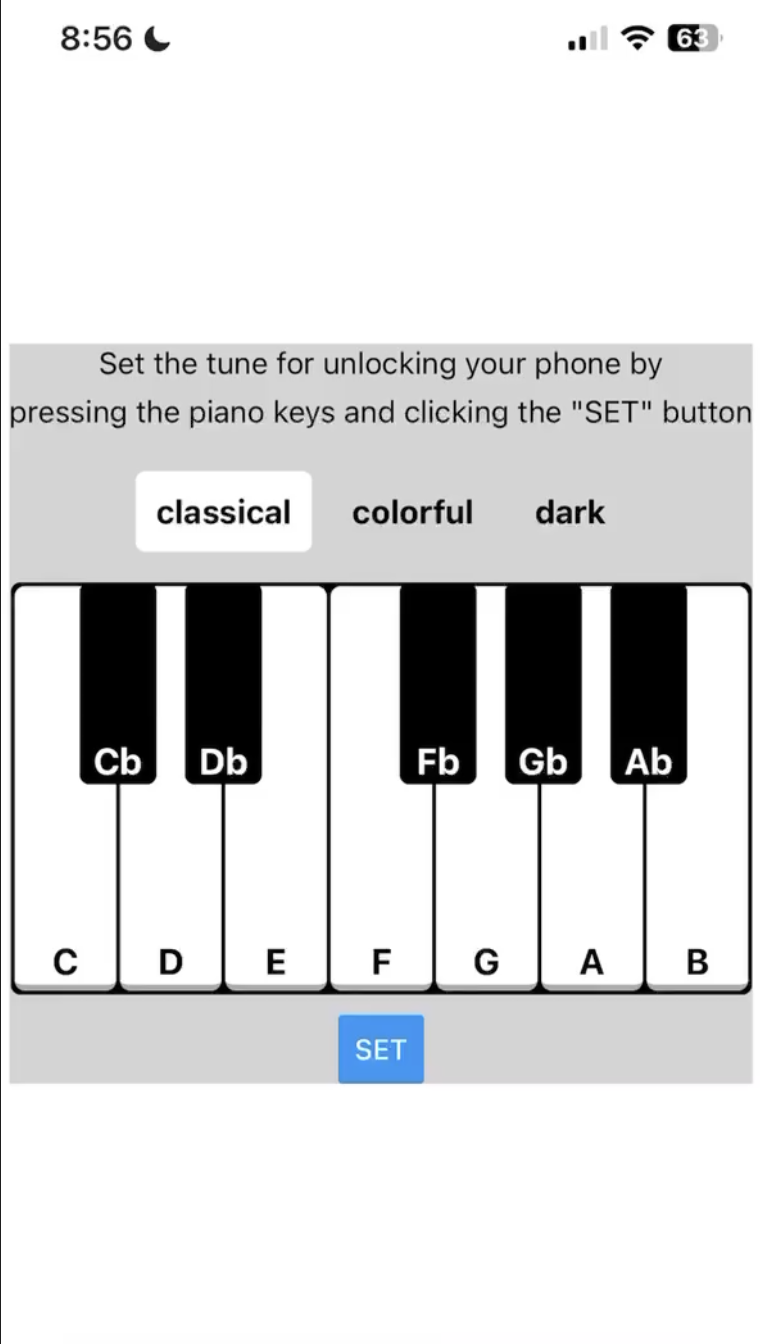 8:56
63
Set the tune for unlocking your phone by
pressing the piano keys and clicking the "SET" button
classical colorful dark
Cb Db Fb Gb Ab
C D E F G A B
SET